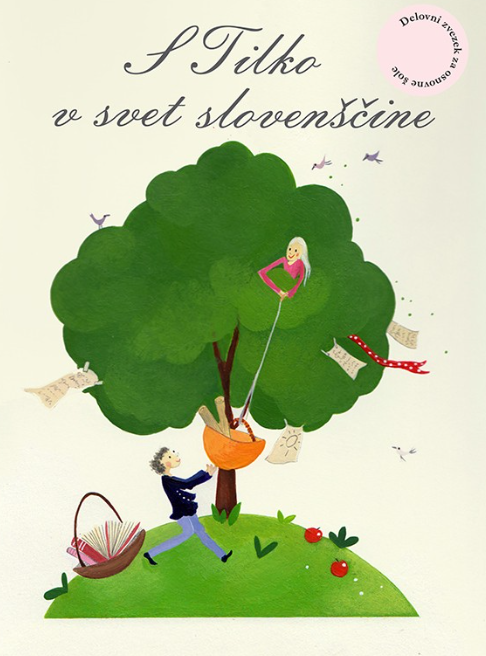 S Tilko
v svet slovenščine
Delovni zvezek za osnovne šole